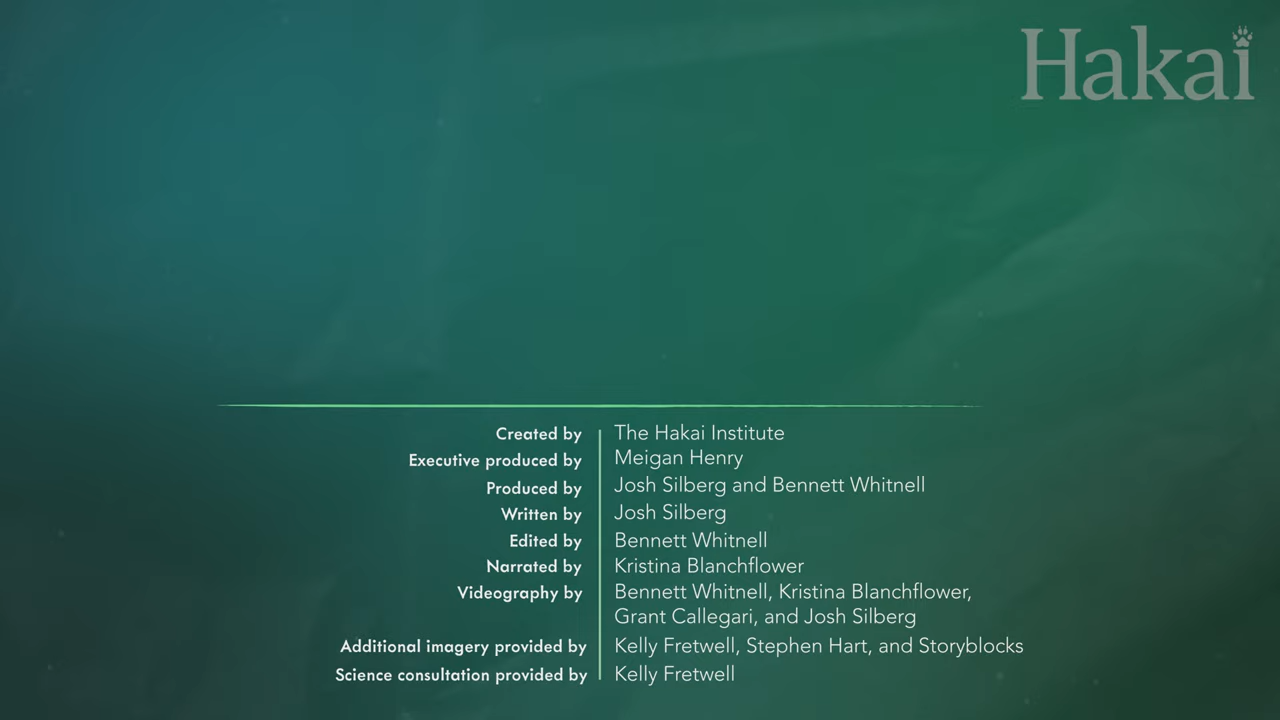 Hakai
Created by The Hakai Institute
Executive produced by Meigan Henry
Produced by Josh Silberg and Bennett Whitnell
Written by Josh Silberg
Edited by Bennett Whitnell
Narrated by Kristina Blanchflower
Videography by Bennett Whitnell, Kristina Blanchflower,
Grant Callegari, and Josh Silberg
Additional imagery provided by Kelly Fretwell, Stephen Hart, and Storyblocks
Science consultation provided by Kelly Fretwell